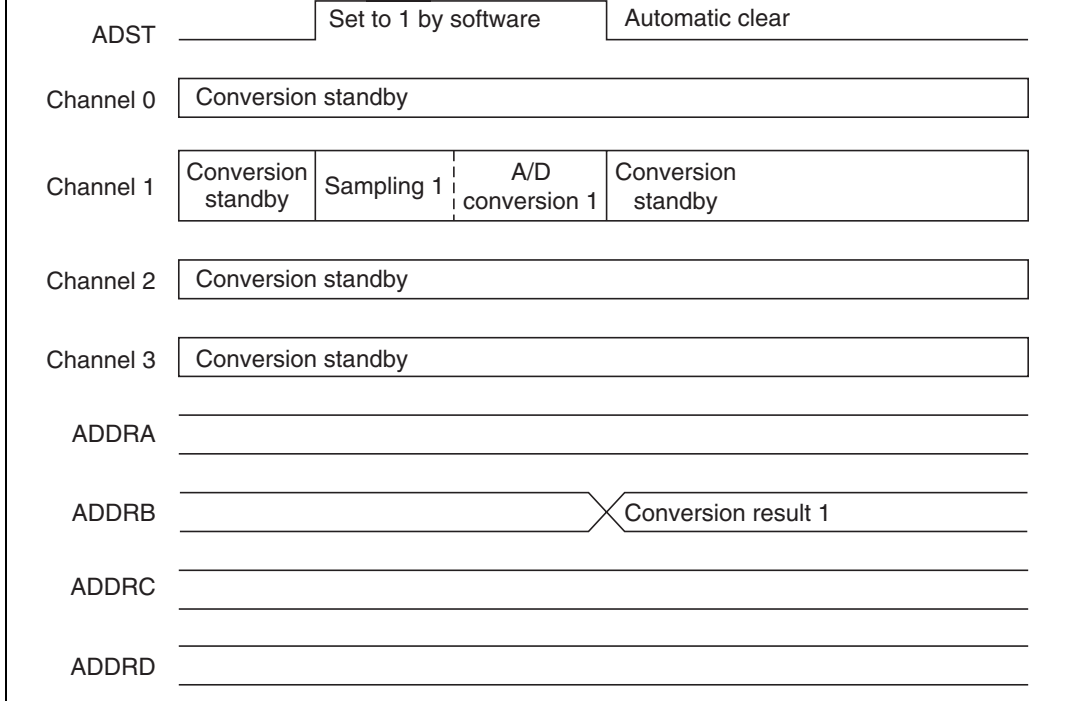 ADST Set to 1 by software Automatic clear
Channel 0 Conversion standby
Channel 1
Conversion standby
Sampling 1
A/D conversion 1
Conversion standby
Channel 2 Conversion standby
Channel 3 Conversion standby
ADDRA
ADDRB Conversion result 1
ADDRC
ADDRD